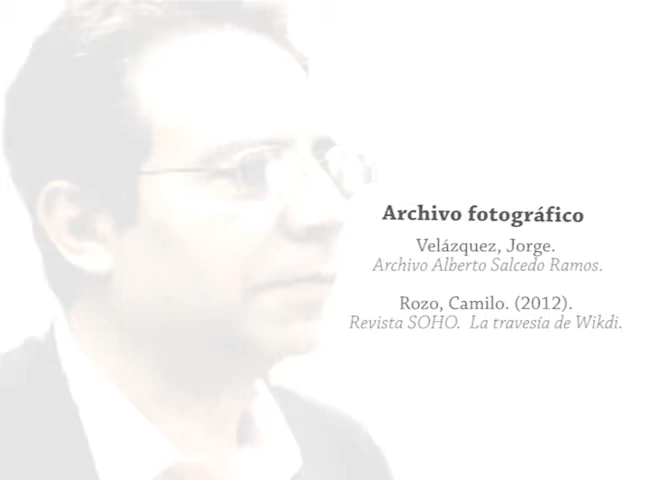 Archivo fotográfico
Velázquez, Jorge.
Archivo Alberto Salcedo Ramos.
Rozo, Camilo. (2012).
Revista SOHO. La travesía de Wikdi.